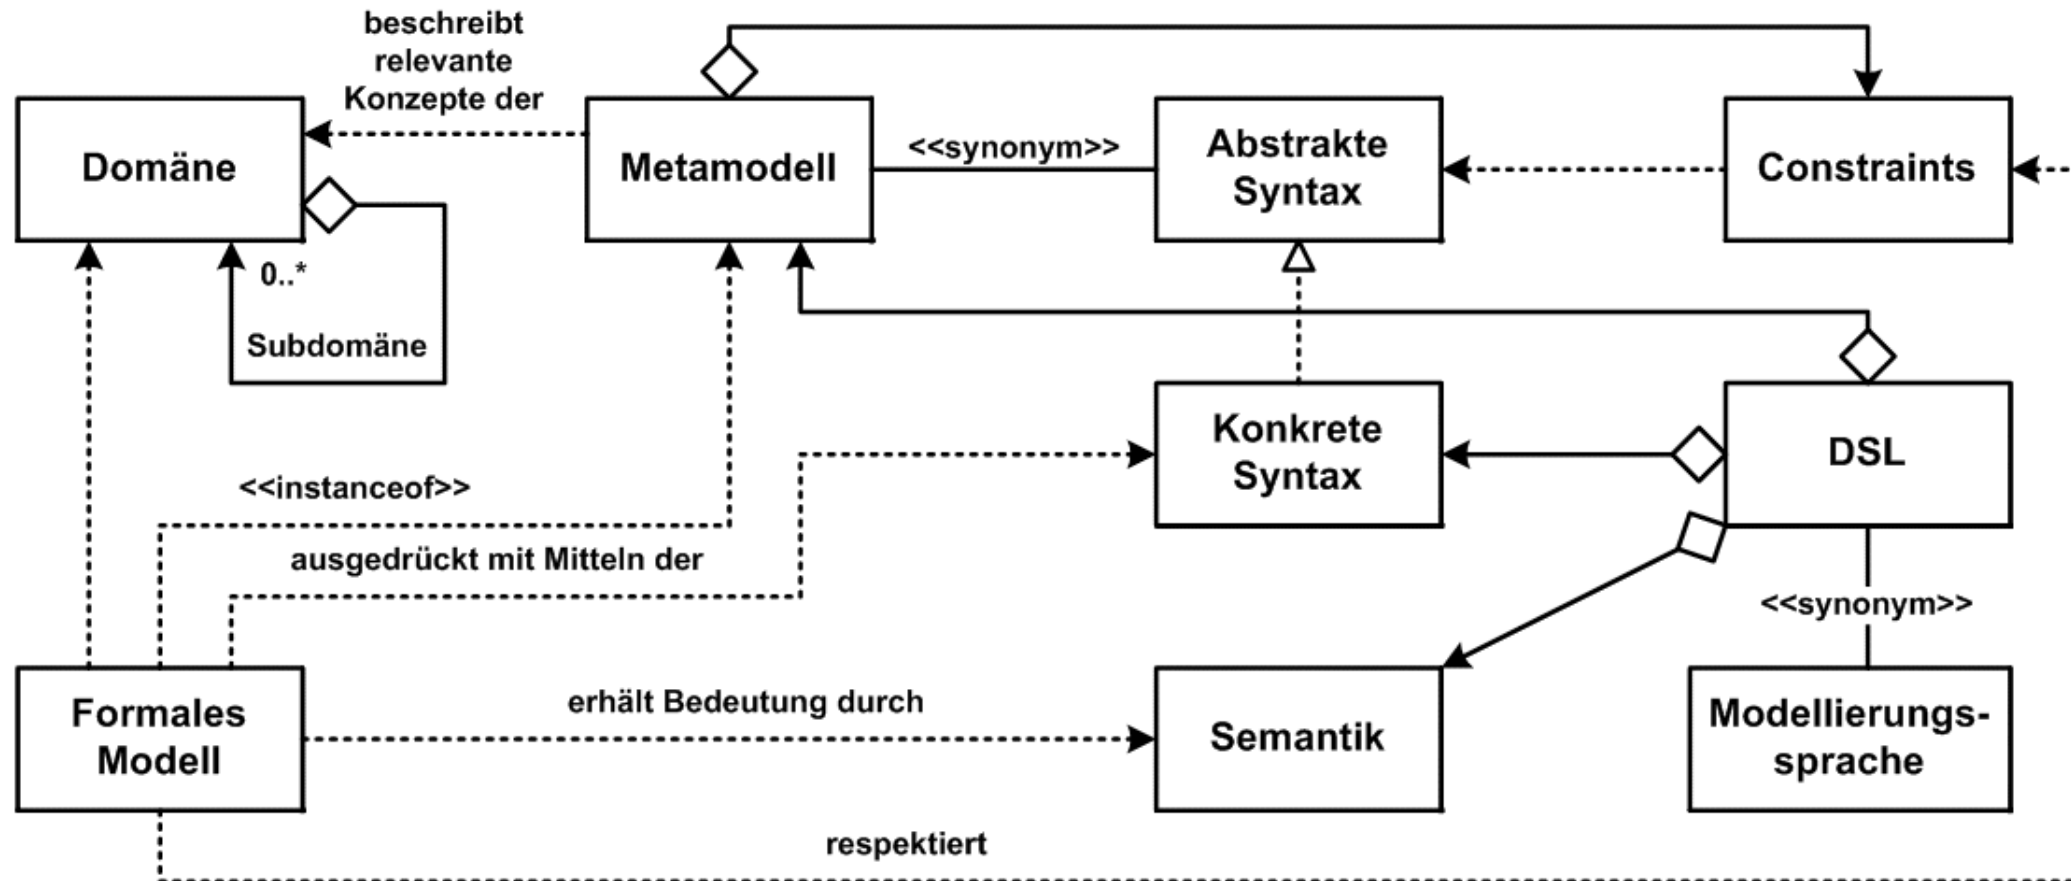 beschreibt
relevante
Konzepte der
Domäne
Metamodell
<<synonym>>
Abstrakte
Syntax
Constraints
0..*
Subdomäne
Konkrete
Syntax
DSL
<<instanceof>>
ausgedrückt mit Mitteln der
<<synonym>>
Formales
Modell
erhält Bedeutung durch
Semantik
Modellierungs-
sprache
respektiert